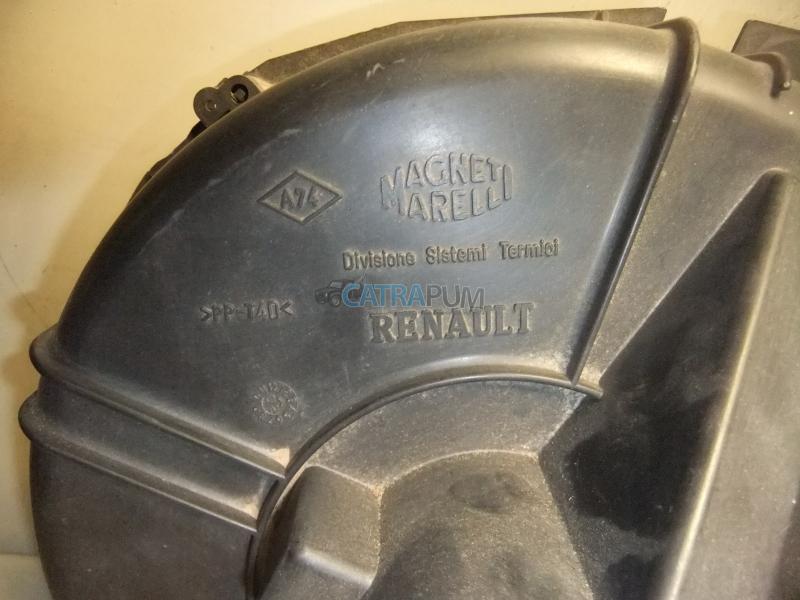 A74
MAGNETI
MARELLI
Divisione Sistemi Termici
CATRAPUM
>PP-T40<
RENAULT